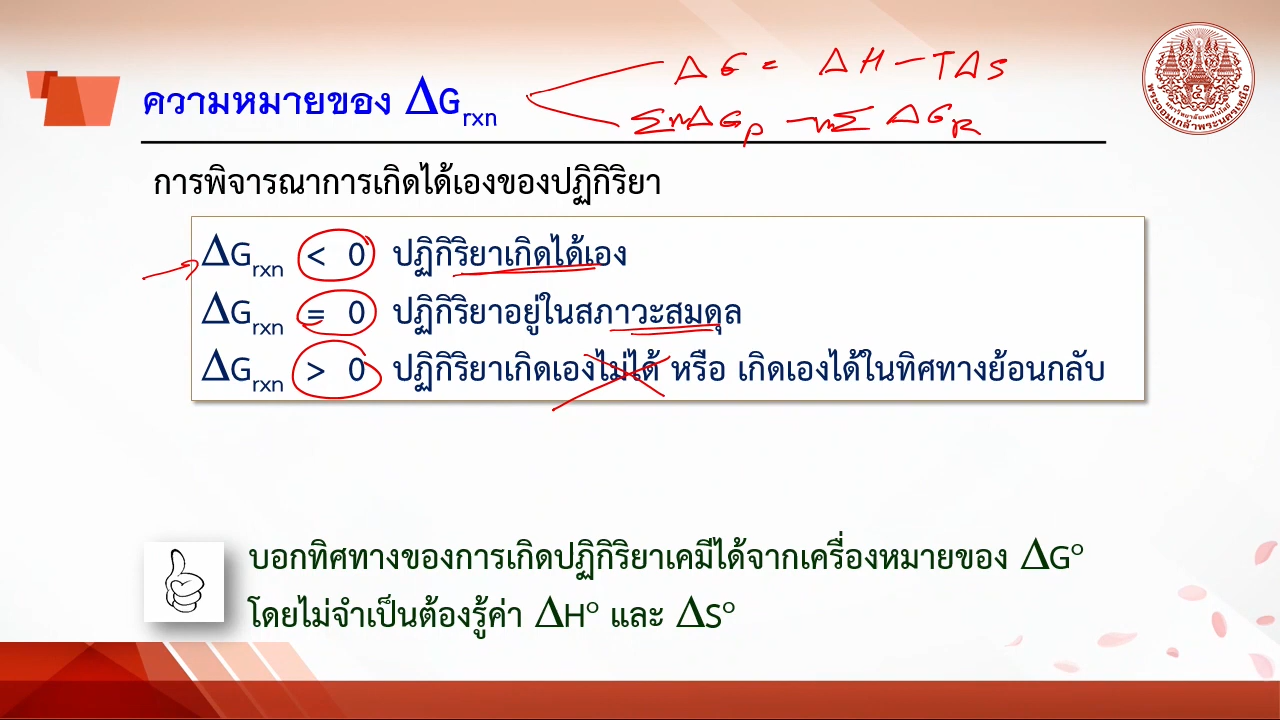 ความหมายของ ΔGrxn
ΔG = ΔH - TΔS
ΣnΔGp - mΣ ΔGR
การพิจารณาการเกิดได้เองของปฏิกิริยา
ΔGrxn < 0 ปฏิกิริยาเกิดได้เอง
ΔGrxn = 0 ปฏิกิริยาอยู่ในสภาวะสมดุล
ΔGrxn > 0 ปฏิกิริยาเกิดเองไม่ได้ หรือ เกิดเองได้ในทิศทางย้อนกลับ
บอกทิศทางของการเกิดปฏิกิริยาเคมีได้จากเครื่องหมายของ ΔG°
โดยไม่จำเป็นต้องรู้ค่า ΔH° และ ΔS°